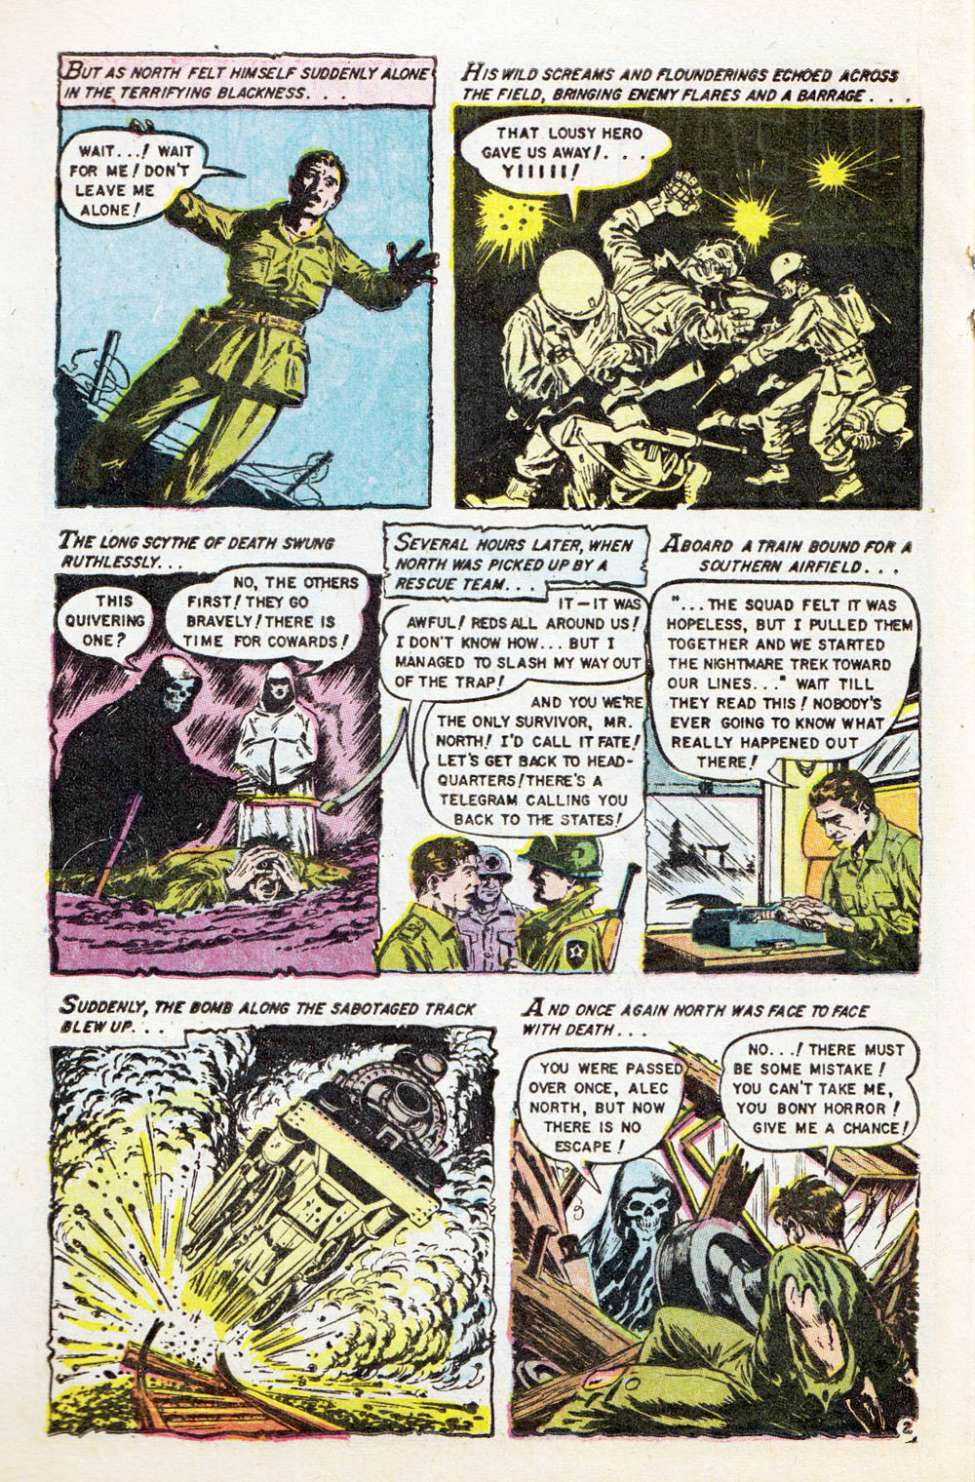 BUT AS NORTH FELT HIMSELF SUDDENLY ALONE
IN THE TERRIFYING BLACKNESS. . .
WAIT...! WAIT
FOR ME! DON'T
LEAVE ME
ALONE!
HIS WILD SCREAMS AND FLOUNDERINGS ECHOED ACROSS
THE FIELD, BRINGING ENEMY FLARES AND A BARRAGE . . .
THAT LOUSY HERO
GAVE US AWAY!. . .
YIIIIII!
THE LONG SCYTHE OF DEATH SWUNG
RUTHLESSLY...
THIS
QUIVERING
ONE?
NO, THE OTHERS
FIRST! THEY GO
BRAVELY! THERE IS
TIME FOR COWARDS!
SEVERAL HOURS LATER, WHEN
NORTH WAS PICKED UP BY A
RESCUE TEAM. . .
IT—IT WAS
AWFUL! REDS ALL AROUND US!
I DON'T KNOW HOW... BUT I
MANAGED TO SLASH MY WAY OUT
OF THE TRAP!
AND YOU WE'RE
THE ONLY SURVIVOR, MR.
NORTH! I'D CALL IT FATE!
LET'S GET BACK TO HEAD-
QUARTERS! THERE'S A
TELEGRAM CALLING YOU
BACK TO THE STATES!
ABOARD A TRAIN BOUND FOR A
SOUTHERN AIRFIELD. . .
"... THE SQUAD FELT IT WAS
HOPELESS, BUT I PULLED THEM
TOGETHER AND WE STARTED
THE NIGHTMARE TREK TOWARD
OUR LINES..." WAIT TILL
THEY READ THIS! NOBODY'S
EVER GOING TO KNOW WHAT
REALLY HAPPENED OUT
THERE!
SUDDENLY, THE BOMB ALONG THE SABOTAGED TRACK
BLEW UP. . .
AND ONCE AGAIN NORTH WAS FACE TO FACE
WITH DEATH . . .
YOU WERE PASSED
OVER ONCE, ALEC
NORTH, BUT NOW
THERE IS NO
ESCAPE!
NO...! THERE MUST
BE SOME MISTAKE!
YOU CAN'T TAKE ME,
YOU BONY HORROR!
GIVE ME A CHANCE!
2